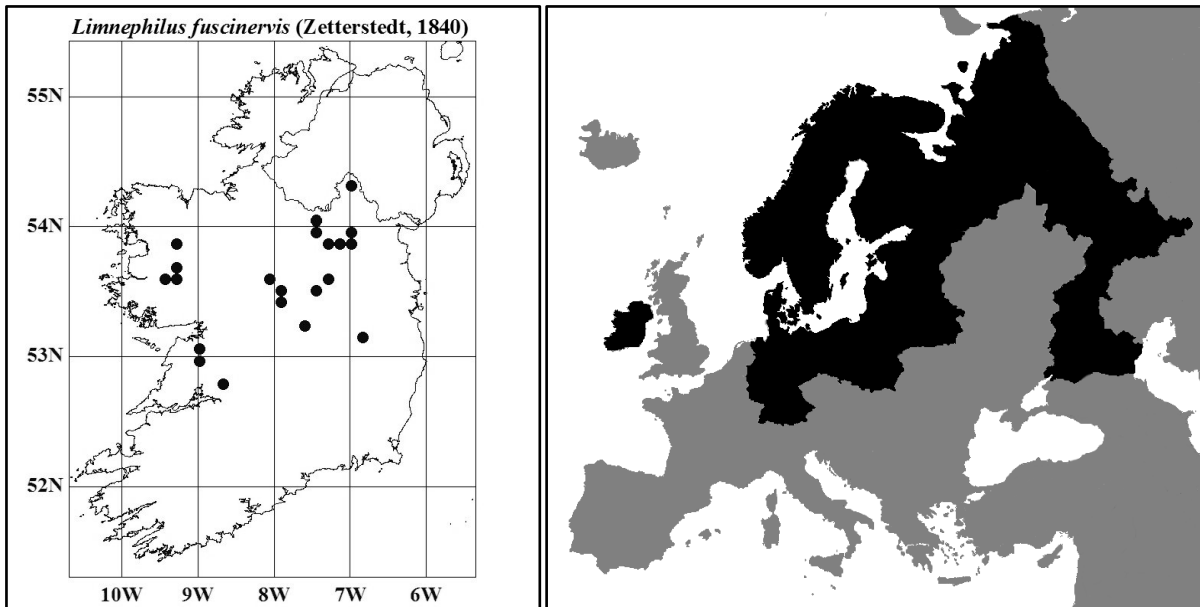 Limnephilus fuscinervis (Zetterstedt, 1840)
55N
54N
53N
52N
10W 9W 8W 7W 6W